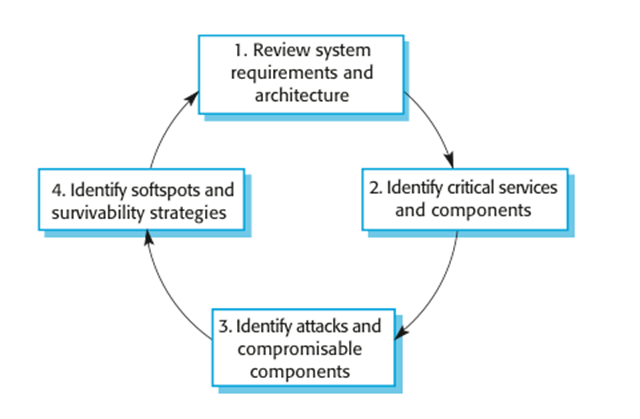 1. Review system
requirements and
architecture
2. Identify critical services
and components
3. Identify attacks and
compromisable
components
4. Identify softspots and
survivability strategies